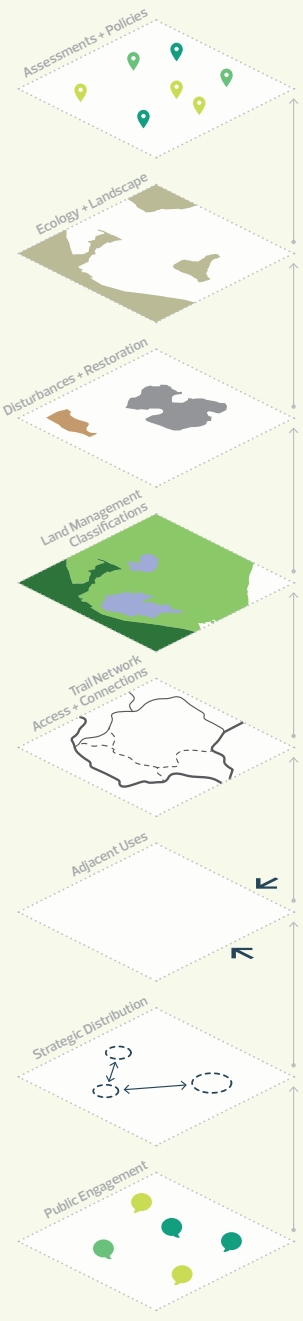 Assessments + Policies
Ecology + Landscape
Disturbances + Restoration
Land Management
Classifications
Trail Network
Access + Connections
Adjacent Uses
Strategic Distribution
Public Engagement